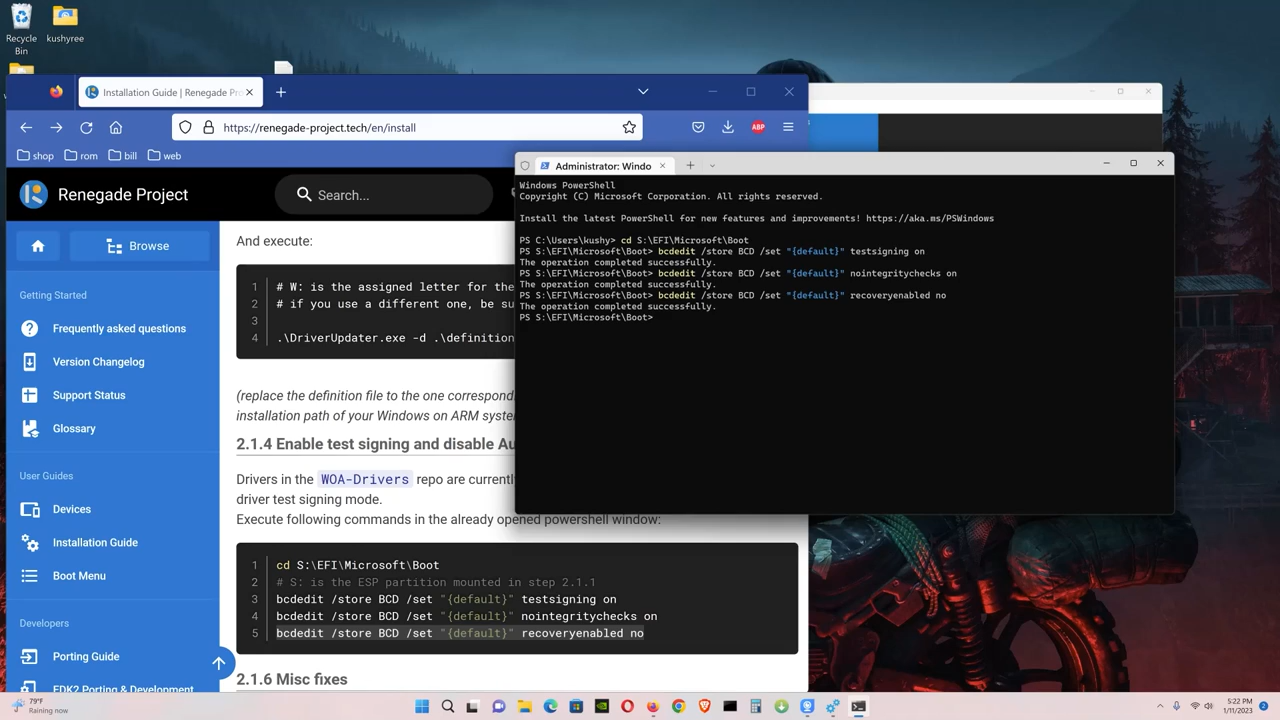 Recycle
Bin
kushyree
Installation Guide | Renegade Pr
https://renegade-project.tech/en/install
ABP
shop
rom
bill
web
Renegade Project
Search...
Browse
Getting Started
Frequently asked questions
Version Changelog
Support Status
Glossary
User Guides
Devices
Installation Guide
Boot Menu
Developers
Porting Guide
EDK2 Porting & Development
And execute:
1 # W: is the assigned letter for the
2 # if you use a different one, be su
3
4 .\DriverUpdater.exe -d .\definition
(replace the definition file to the one correspond
installation path of your Windows on ARM syste
2.1.4 Enable test signing and disable Au
Drivers in the WOA-Drivers repo are currentl
driver test signing mode.
Execute following commands in the already opened powershell window:
1 cd S:\EFI\Microsoft\Boot
2 # S: is the ESP partition mounted in step 2.1.1
3 bcdedit /store BCD /set "{default}" testsigning on
4 bcdedit /store BCD /set "{default}" nointegritychecks on
5 bcdedit /store BCD /set "{default}" recoveryenabled no
2.1.6 Misc fixes
Administrator: Windo
Windows PowerShell
Copyright (C) Microsoft Corporation. All rights reserved.
Install the latest PowerShell for new features and improvements! https://aka.ms/PSWindows
PS C:\Users\kushy> cd S:\EFI\Microsoft\Boot
PS S:\EFI\Microsoft\Boot> bcdedit /store BCD /set "{default}" testsigning on
The operation completed successfully.
PS S:\EFI\Microsoft\Boot> bcdedit /store BCD /set "{default}" nointegritychecks on
The operation completed successfully.
PS S:\EFI\Microsoft\Boot> bcdedit /store BCD /set "{default}" recoveryenabled no
The operation completed successfully.
PS S:\EFI\Microsoft\Boot>
79°F
Raining now
5:22 PM
1/11/2023
2